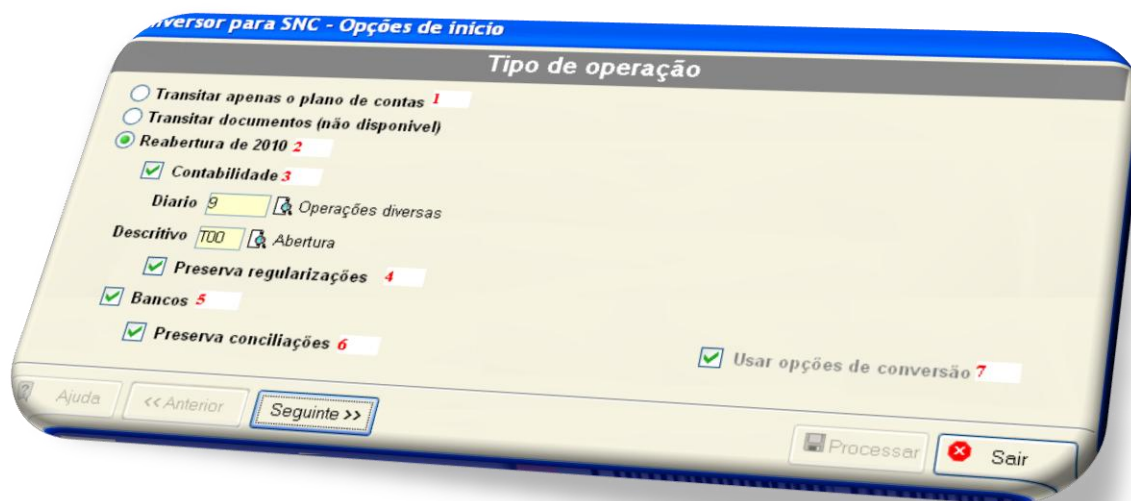 nversor para SNC - Opções de início
Tipo de operação
Transitar apenas o plano de contas 1
Transitar documentos (não disponivel)
Reabertura de 2010 2
Contabilidade 3
Diario 9 Operações diversas
Descritivo T00 Abertura
Preserva regularizações 4
Bancos 5
Preserva conciliações 6
Usar opções de conversão 7
Ajuda << Anterior Seguinte >> Processar Sair